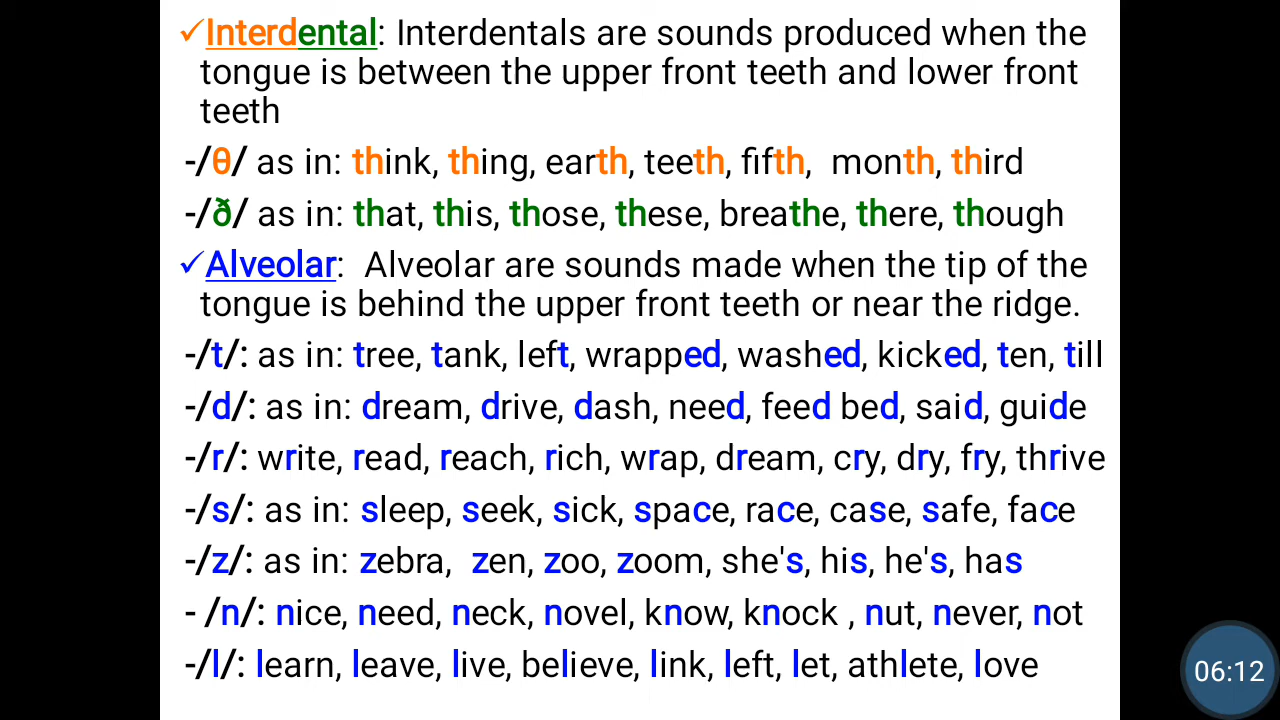 ✓Interdental: Interdentals are sounds produced when the
tongue is between the upper front teeth and lower front
teeth
-/θ/ as in: think, thing, earth, teeth, fifth, month, third
-/ð/ as in: that, this, those, these, breathe, there, though
✓Alveolar: Alveolar are sounds made when the tip of the
tongue is behind the upper front teeth or near the ridge.
-/t/: as in: tree, tank, left, wrapped, washed, kicked, ten, till
-/d/: as in: dream, drive, dash, need, feed bed, said, guide
-/r/: write, read, reach, rich, wrap, dream, cry, dry, fry, thrive
-/s/: as in: sleep, seek, sick, space, race, case, safe, face
-/z/: as in: zebra, zen, zoo, zoom, she's, his, he's, has
- /n/: nice, need, neck, novel, know, knock , nut, never, not
-/l/: learn, leave, live, believe, link, left, let, athlete, love
06:12